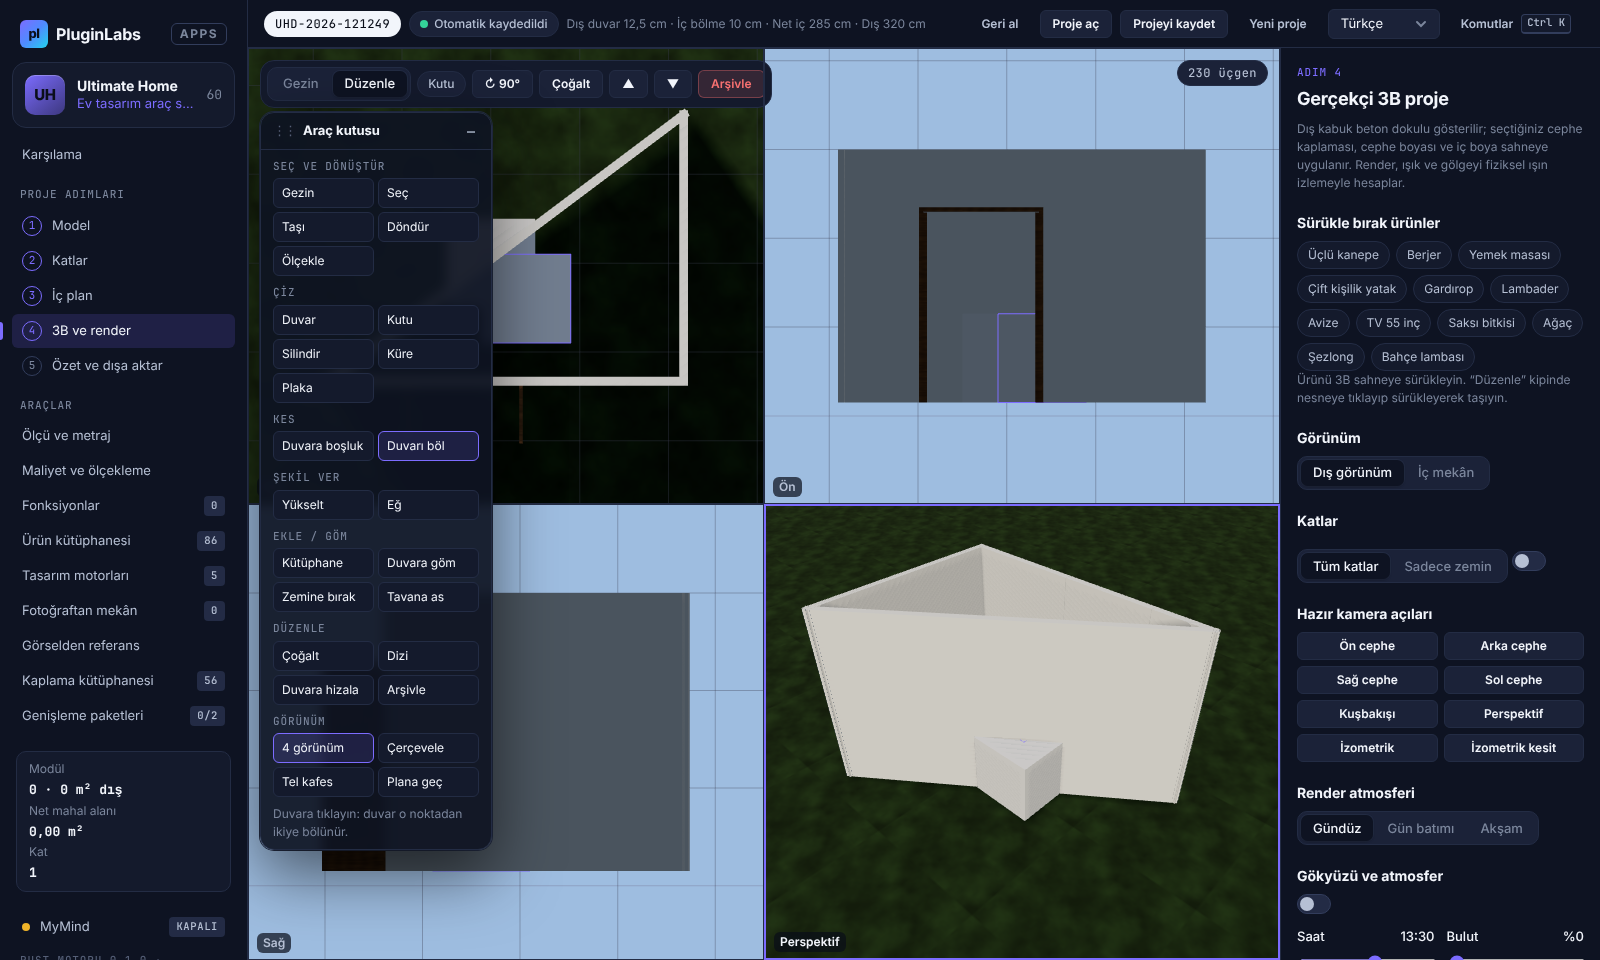 pl PluginLabs APPS
UH Ultimate Home 60
Ev tasarım araç s...
Karşılama
PROJE ADIMLARI
1 Model
2 Katlar
3 İç plan
4 3B ve render
5 Özet ve dışa aktar
ARAÇLAR
Ölçü ve metraj
Maliyet ve ölçekleme
Fonksiyonlar 0
Ürün kütüphanesi 86
Tasarım motorları 5
Fotoğraftan mekân 0
Görselden referans
Kaplama kütüphanesi 56
Genişleme paketleri 0/2
Modül
0 · 0 m² dış
Net mahal alanı
0,00 m²
Kat
1
MyMind KAPALI
UHD-2026-121249 Otomatik kaydedildi Dış duvar 12,5 cm · İç bölme 10 cm · Net iç 285 cm · Dış 320 cm Geri al Proje aç Projeyi kaydet Yeni proje Türkçe Komutlar Ctrl K
Gezin Düzenle Kutu ↻ 90° Çoğalt ▲ ▼ Arşivle
230 üçgen
Araç kutusu –
SEÇ VE DÖNÜŞTÜR
Gezin Seç
Taşı Döndür
Ölçekle
ÇİZ
Duvar Kutu
Silindir Küre
Plaka
KES
Duvara boşluk Duvarı böl
ŞEKİL VER
Yükselt Eğ
EKLE / GÖM
Kütüphane Duvara göm
Zemine bırak Tavana as
DÜZENLE
Çoğalt Dizi
Duvara hizala Arşivle
GÖRÜNÜM
4 görünüm Çerçevele
Tel kafes Plana geç
Duvara tıklayın: duvar o noktadan
ikiye bölünür.
Ön
Sağ
Perspektif
ADIM 4
Gerçekçi 3B proje
Dış kabuk beton dokulu gösterilir; seçtiğiniz cephe
kaplaması, cephe boyası ve iç boya sahneye
uygulanır. Render, ışık ve gölgeyi fiziksel ışın
izlemeyle hesaplar.
Sürükle bırak ürünler
Üçlü kanepe Berjer Yemek masası
Çift kişilik yatak Gardırop Lambader
Avize TV 55 inç Saksı bitkisi Ağaç
Şezlong Bahçe lambası
Ürünü 3B sahneye sürükleyin. “Düzenle” kipinde
nesneye tıklayıp sürükleyerek taşıyın.
Görünüm
Dış görünüm İç mekân
Katlar
Tüm katlar Sadece zemin
Hazır kamera açıları
Ön cephe Arka cephe
Sağ cephe Sol cephe
Kuşbakışı Perspektif
İzometrik İzometrik kesit
Render atmosferi
Gündüz Gün batımı Akşam
Gökyüzü ve atmosfer
Saat 13:30 Bulut %0